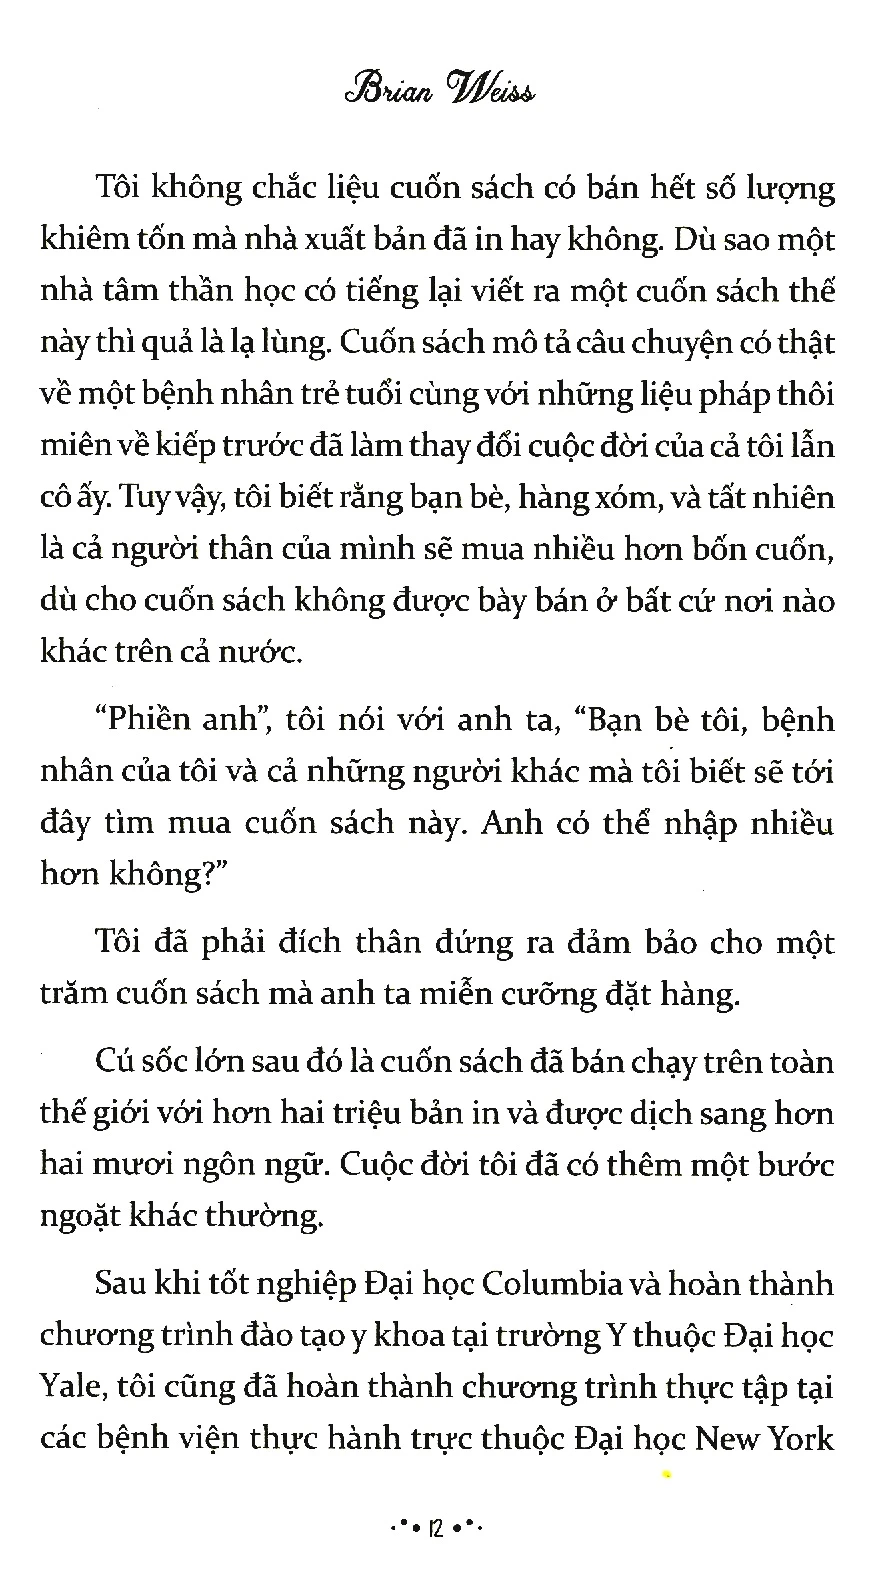 Brian Weiss
Tôi không chắc liệu cuốn sách có bán hết số lượng
khiêm tốn mà nhà xuất bản đã in hay không. Dù sao một
nhà tâm thần học có tiếng lại viết ra một cuốn sách thế
này thì quả là lạ lùng. Cuốn sách mô tả câu chuyện có thật
về một bệnh nhân trẻ tuổi cùng với những liệu pháp thôi
miên về kiếp trước đã làm thay đổi cuộc đời của cả tôi lẫn
cô ấy. Tuy vậy, tôi biết rằng bạn bè, hàng xóm, và tất nhiên
là cả người thân của mình sẽ mua nhiều hơn bốn cuốn,
dù cho cuốn sách không được bày bán ở bất cứ nơi nào
khác trên cả nước.
“Phiền anh”, tôi nói với anh ta, “Bạn bè tôi, bệnh
nhân của tôi và cả những người khác mà tôi biết sẽ tới
đây tìm mua cuốn sách này. Anh có thể nhập nhiều
hơn không?”
Tôi đã phải đích thân đứng ra đảm bảo cho một
trăm cuốn sách mà anh ta miễn cưỡng đặt hàng.
Cú sốc lớn sau đó là cuốn sách đã bán chạy trên toàn
thế giới với hơn hai triệu bản in và được dịch sang hơn
hai mươi ngôn ngữ. Cuộc đời tôi đã có thêm một bước
ngoặt khác thường.
Sau khi tốt nghiệp Đại học Columbia và hoàn thành
chương trình đào tạo y khoa tại trường Y thuộc Đại học
Yale, tôi cũng đã hoàn thành chương trình thực tập tại
các bệnh viện thực hành trực thuộc Đại học New York
12